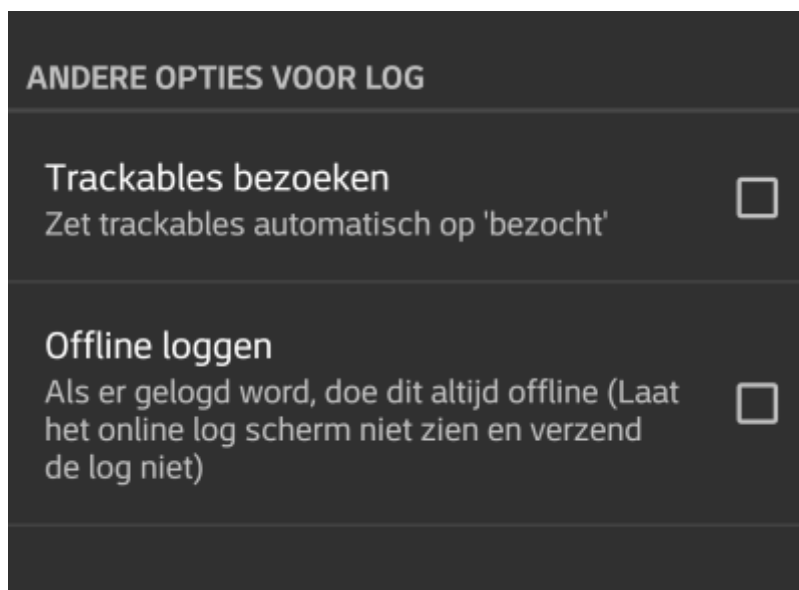 ANDERE OPTIES VOOR LOG
Trackables bezoeken
Zet trackables automatisch op 'bezocht'
Offline loggen
Als er gelogd word, doe dit altijd offline (Laat
het online log scherm niet zien en verzend
de log niet)